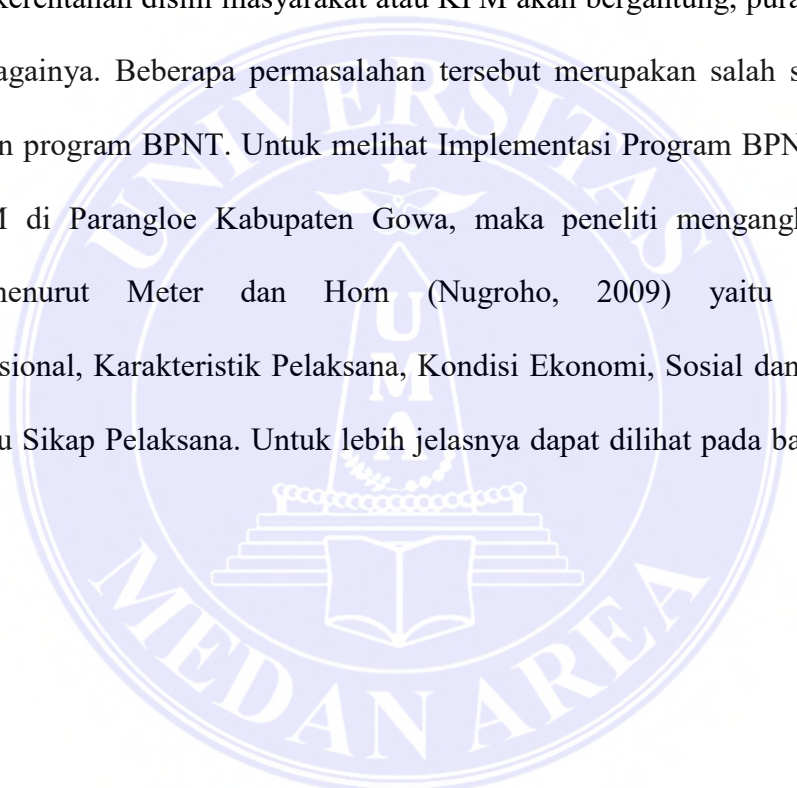 kerentanan disini masyarakat atau KPM akan bergantung, pura
againya. Beberapa permasalahan tersebut merupakan salah s
n program BPNT. Untuk melihat Implementasi Program BPN
M di Parangloe Kabupaten Gowa, maka peneliti mengangk
menurut Meter dan Horn (Nugroho, 2009) yaitu
sional, Karakteristik Pelaksana, Kondisi Ekonomi, Sosial dan
u Sikap Pelaksana. Untuk lebih jelasnya dapat dilihat pada ba
UNIVERSITAS
UMA
MEDAN AREA